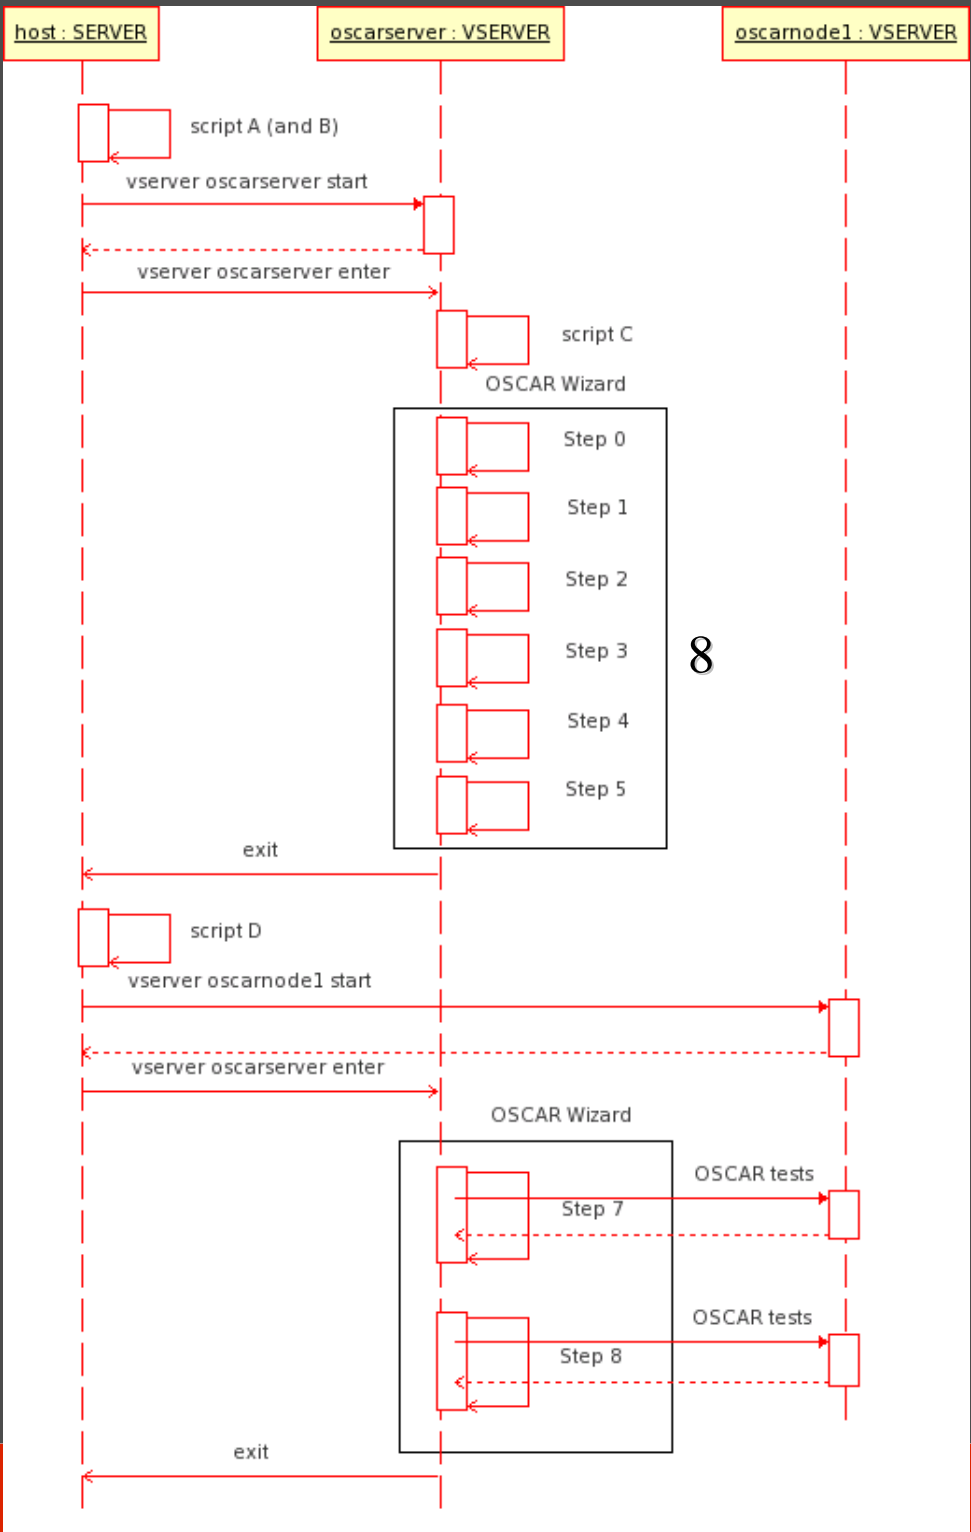 host : SERVER
oscarserver : VSERVER
oscarnode1 : VSERVER
script A (and B)
vserver oscarserver start
vserver oscarserver enter
script C
OSCAR Wizard
Step 0
Step 1
Step 2
Step 3
8
Step 4
Step 5
exit
script D
vserver oscarnode1 start
vserver oscarserver enter
OSCAR Wizard
OSCAR tests
Step 7
OSCAR tests
Step 8
exit